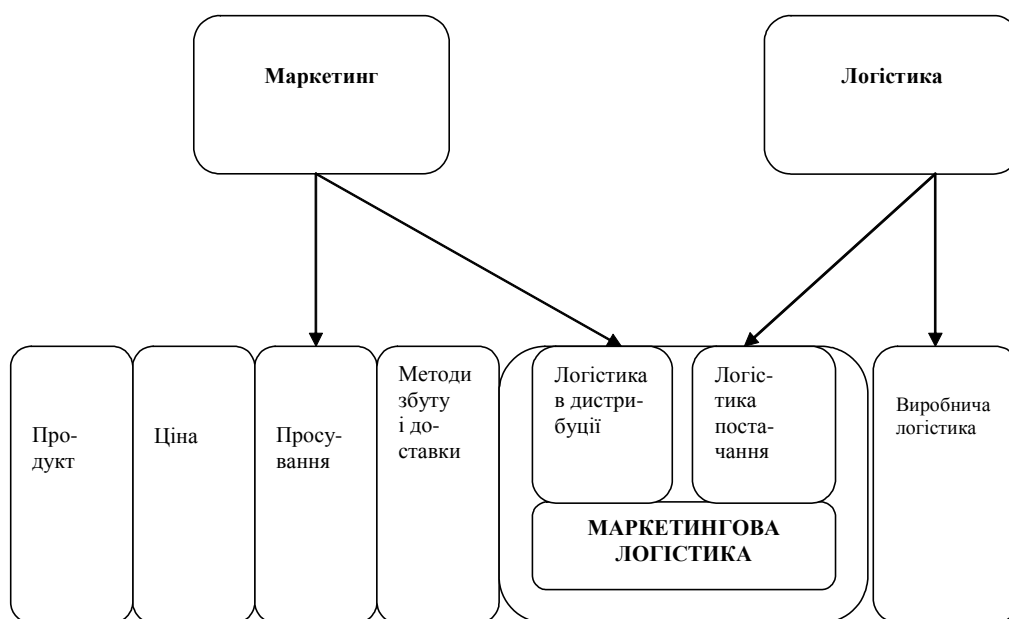 Маркетинг
Логістика
Про-
дукт
Ціна
Просу-
вання
Методи
збуту
і до-
ставки
Логістика
в дистри-
буції
Логіс-
тика
поста-
чання
МАРКЕТИНГОВА
ЛОГІСТИКА
Виробнича
логістика